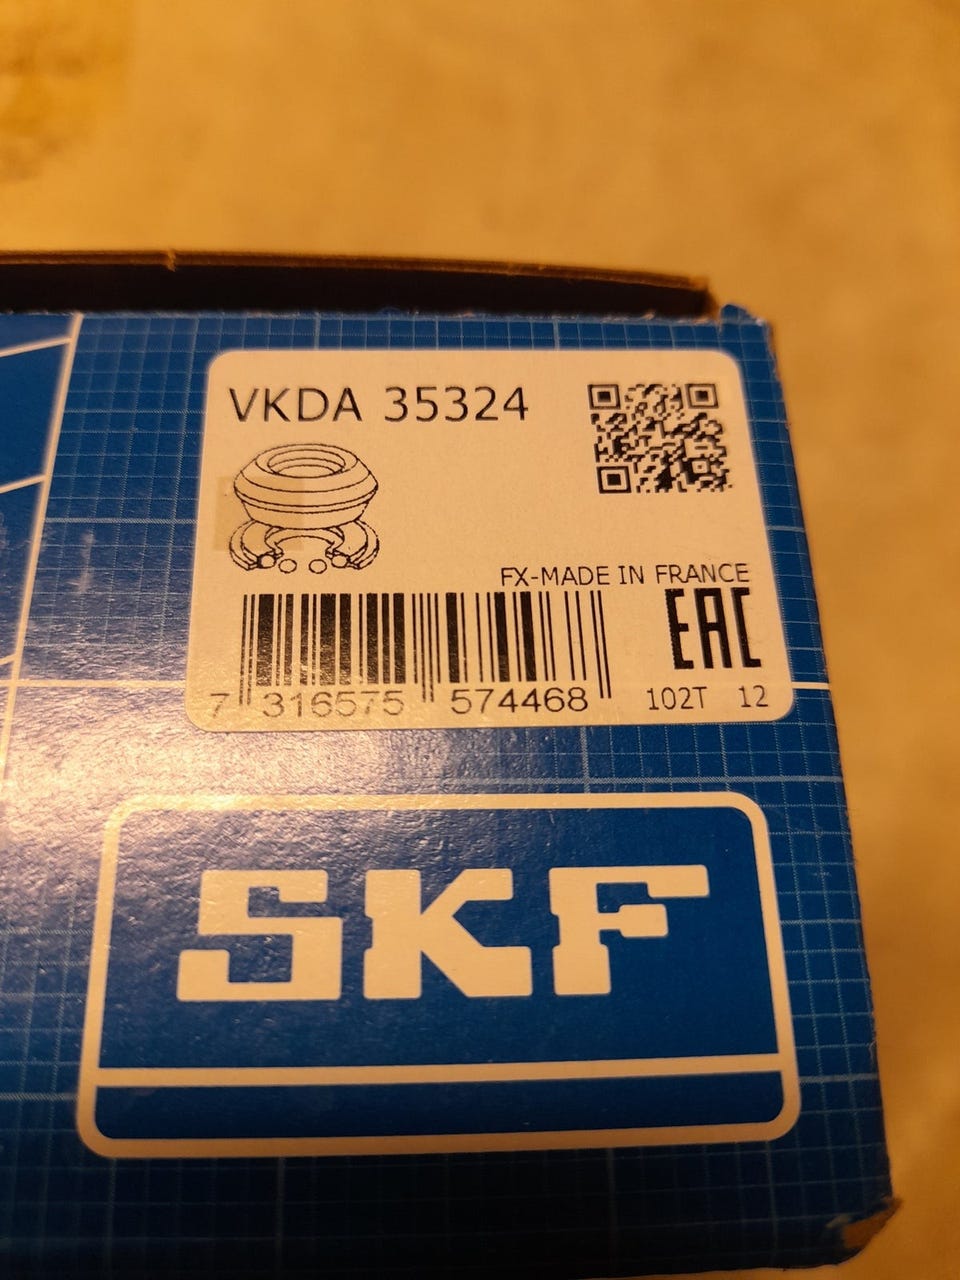 VKDA 35324
FX-MADE IN FRANCE
EAC
7 316575 574468
102T 12
SKF